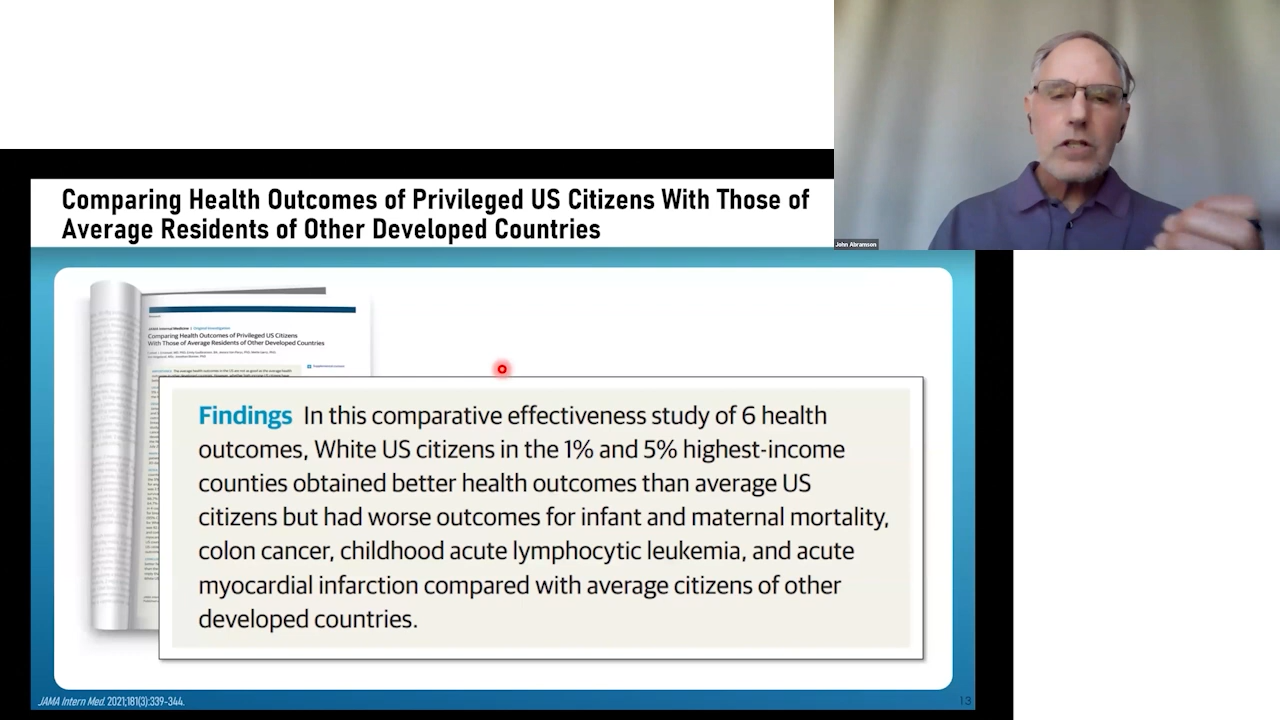 John Abramson
Comparing Health Outcomes of Privileged US Citizens With Those of
Average Residents of Other Developed Countries
JAMA Internal Medicine | Original Investigation
Comparing Health Outcomes of Privileged US Citizens
With Those of Average Residents of Other Developed Countries
Findings In this comparative effectiveness study of 6 health
outcomes, White US citizens in the 1% and 5% highest-income
counties obtained better health outcomes than average US
citizens but had worse outcomes for infant and maternal mortality,
colon cancer, childhood acute lymphocytic leukemia, and acute
myocardial infarction compared with average citizens of other
developed countries.
JAMA Intern Med. 2021;181(3):339-344.
13